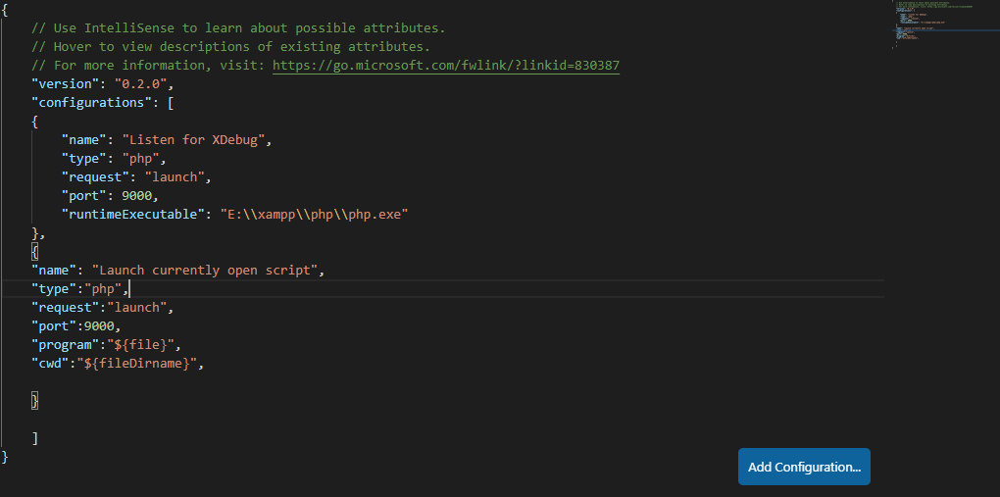 {
// Use IntelliSense to learn about possible attributes.
// Hover to view descriptions of existing attributes.
// For more information, visit: https://go.microsoft.com/fwlink/?linkid=830387
"version": "0.2.0",
"configurations": [
{
"name": "Listen for XDebug",
"type": "php",
"request": "launch",
"port": 9000,
"runtimeExecutable": "E:\\xampp\\php\\php.exe"
},
{
"name": "Launch currently open script",
"type":"php",
"request":"launch",
"port":9000,
"program":"${file}",
"cwd":"${fileDirname}",
}
]
}
Add Configuration...